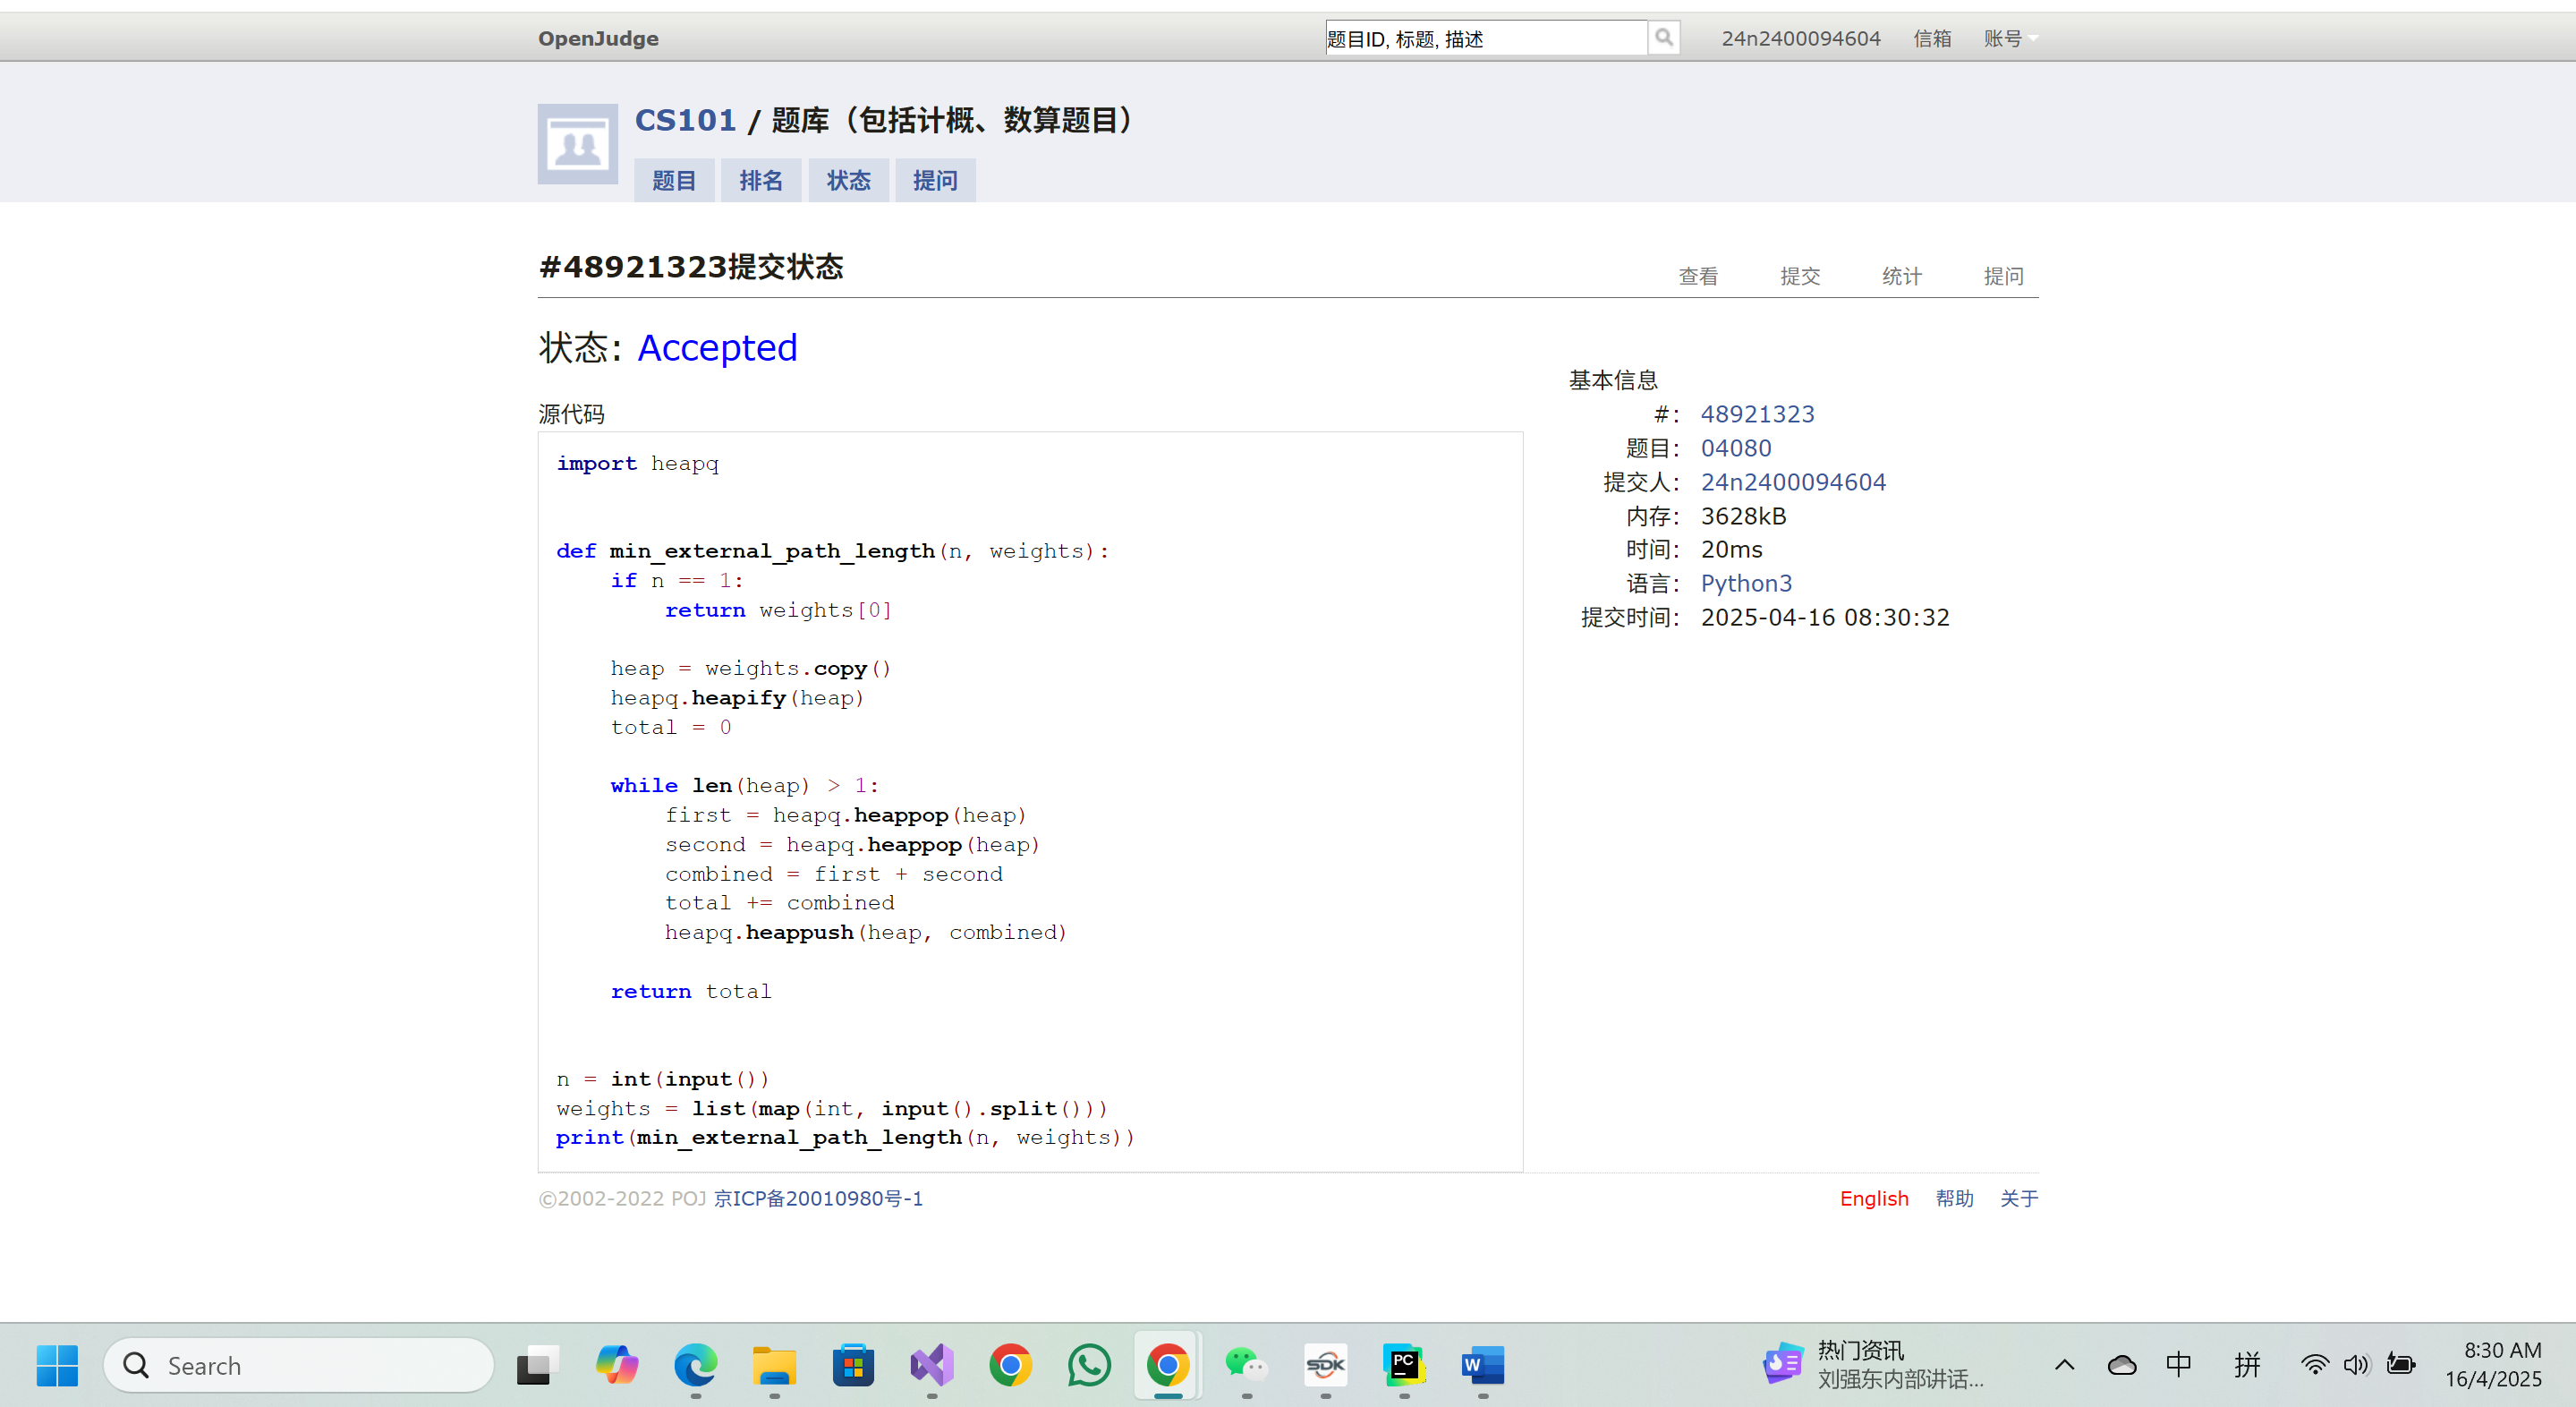 OpenJudge
题目ID, 标题, 描述
24n2400094604 信箱 账号
CS101 / 题库（包括计概、数算题目）
题目 排名 状态 提问
#48921323提交状态
查看 提交 统计 提问
状态: Accepted
源代码
import heapq
def min_external_path_length(n, weights):
    if n == 1:
        return weights[0]
    heap = weights.copy()
    heapq.heapify(heap)
    total = 0
    while len(heap) > 1:
        first = heapq.heappop(heap)
        second = heapq.heappop(heap)
        combined = first + second
        total += combined
        heapq.heappush(heap, combined)
    return total
n = int(input())
weights = list(map(int, input().split()))
print(min_external_path_length(n, weights))
基本信息
#: 48921323
题目: 04080
提交人: 24n2400094604
内存: 3628kB
时间: 20ms
语言: Python3
提交时间: 2025-04-16 08:30:32
©2002-2022 POJ 京ICP备20010980号-1
English 帮助 关于
Search
SDK
PC
W
热门资讯
刘强东内部讲话...
中
拼
8:30 AM
16/4/2025